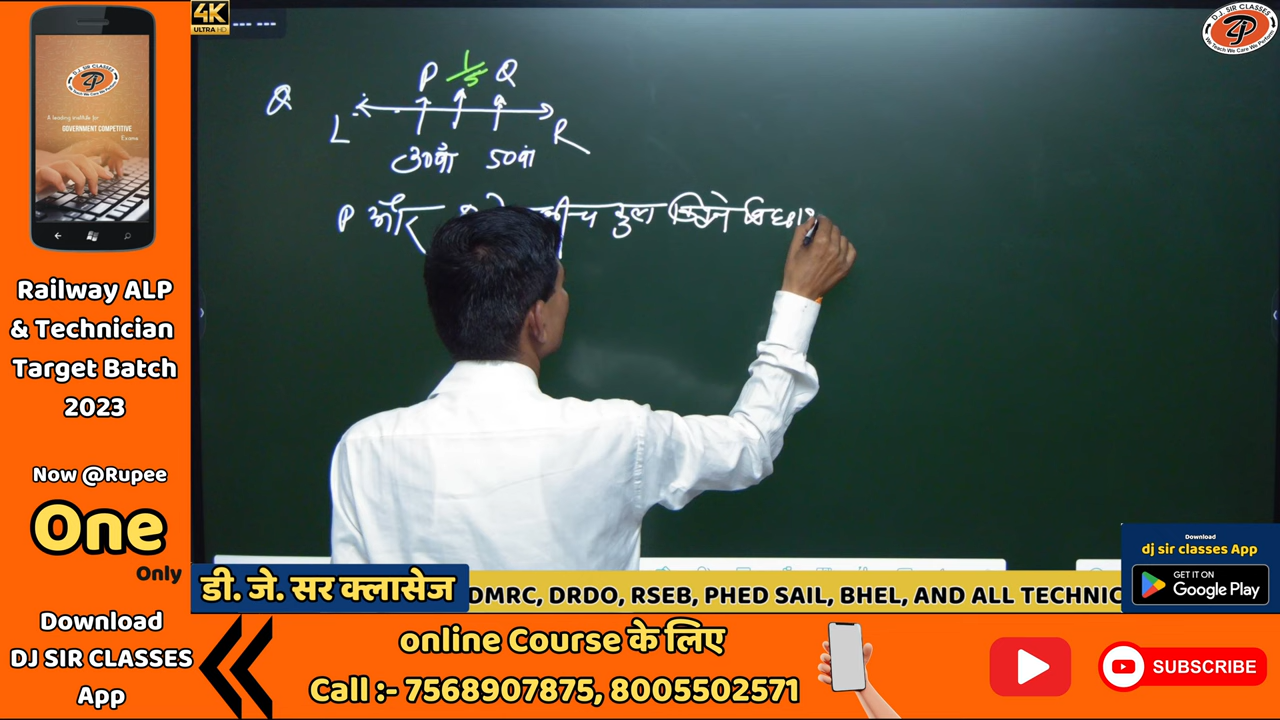 4K
ULTRA HD
D.J. SIR CLASSES
We Teach We Care We Perform
P 1/5 Q
Q
L R
30वाँ 50वां
P और कुल कितने
D.J. SIR CLASSES
A leading institute for
GOVERNMENT COMPETITIVE
Exams
Railway ALP
& Technician
Target Batch
2023
Now @Rupee
One
Only
Download
DJ SIR CLASSES
App
Download
dj sir classes App
GET IT ON
Google Play
डी. जे. सर क्लासेज
DMRC, DRDO, RSEB, PHED SAIL, BHEL, AND ALL TECHNIC
online Course के लिए
Call :- 7568907875, 8005502571
SUBSCRIBE